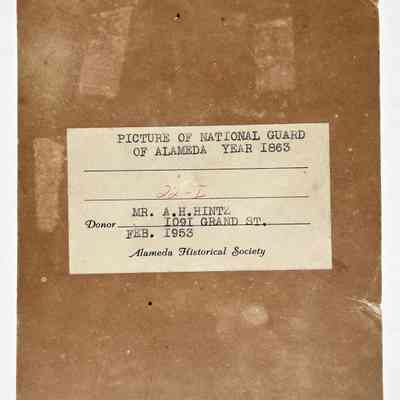 PICTURE OF NATIONAL GUARD
OF ALAMEDA YEAR 1863
22-I
MR. A.H.HINTZ
Donor 1091 GRAND ST.
FEB. 1953
Alameda Historical Society